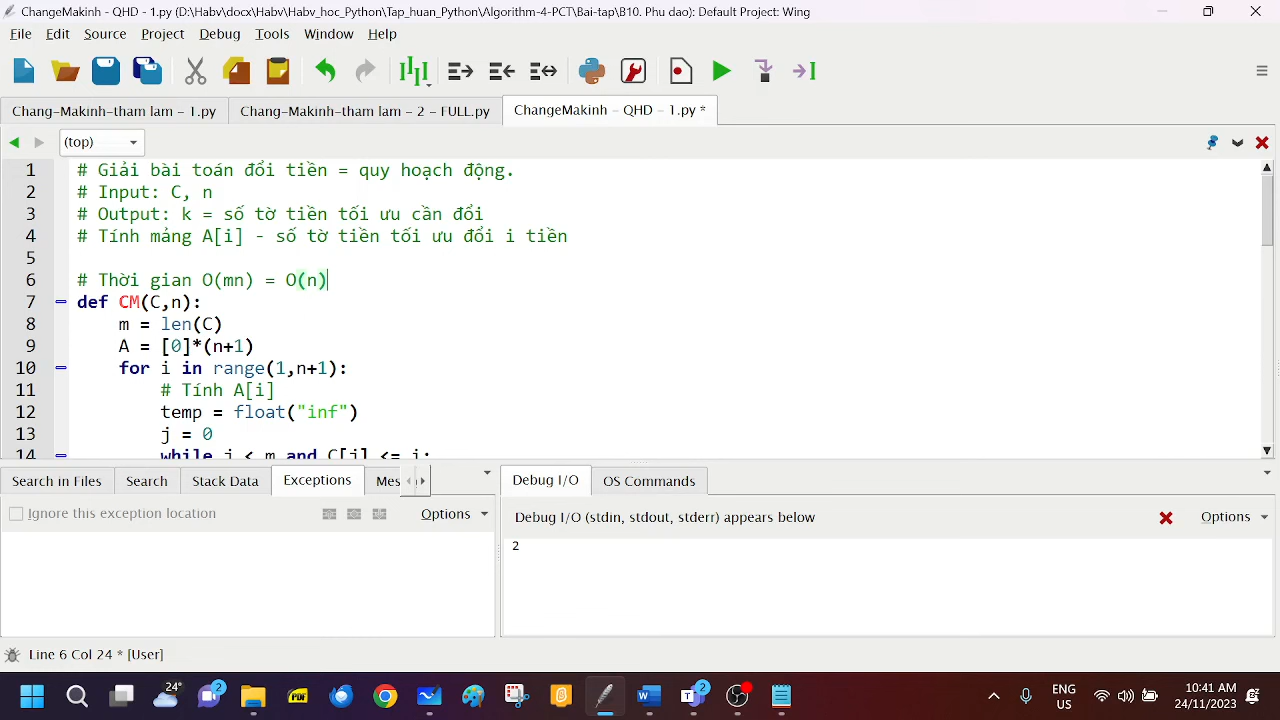 ChangeMakinh - QHD - 1.py (D:\Habv\docx\Habv\Habv_hoc_Python\Tap_huan_Python\Algorithm-4-PCT\Bai-tap\B10. Phu dao): Default Project: Wing
File Edit Source Project Debug Tools Window Help
Chang-Makinh-tham lam - 1.py Chang-Makinh-tham lam - 2 - FULL.py ChangeMakinh - QHD - 1.py *
(top)
1 # Giải bài toán đổi tiền = quy hoạch động.
2 # Input: C, n
3 # Output: k = số tờ tiền tối ưu cần đổi
4 # Tính mảng A[i] - số tờ tiền tối ưu đổi i tiền
5
6 # Thời gian O(mn) = O(n)
7 def CM(C,n):
8 m = len(C)
9 A = [0]*(n+1)
10 for i in range(1,n+1):
11 # Tính A[i]
12 temp = float("inf")
13 j = 0
14 while j < m and C[j] <= i:
Search in Files Search Stack Data Exceptions Mes Debug I/O OS Commands
Ignore this exception location Options Debug I/O (stdin, stdout, stderr) appears below Options
2
Line 6 Col 24 * [User]
24° 2 PDF 2 ENG US 10:41 AM 24/11/2023